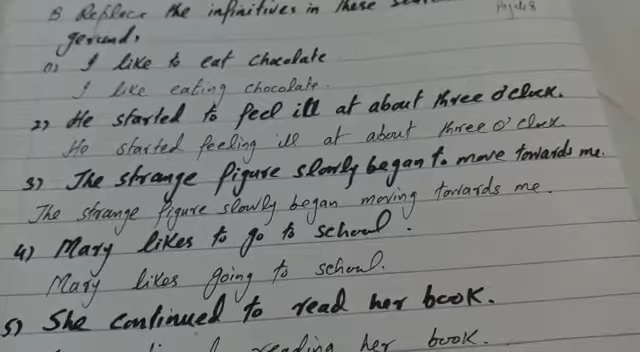 B Replace the infinitives in these
Page 8
gerund.
(1) I like to eat chocolate
I like eating chocolate.
2) He started to feel ill at about three o'clock.
He started feeling ill at about three o'clock.
3) The strange figure slowly began to move towards me.
The strange figure slowly began moving towards me.
4) Mary likes to go to school.
Mary likes going to school.
5) She continued to read her book.
reading her book.